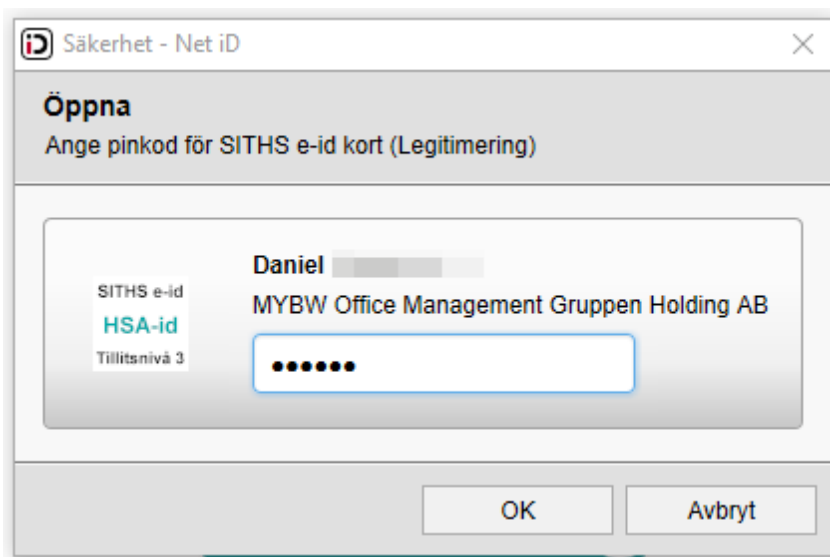 Säkerhet - Net iD
Öppna
Ange pinkod för SITHS e-id kort (Legitimering)
SITHS e-id
HSA-id
Tillitsnivå 3
Daniel
MYBW Office Management Gruppen Holding AB
••••••
OK
Avbryt